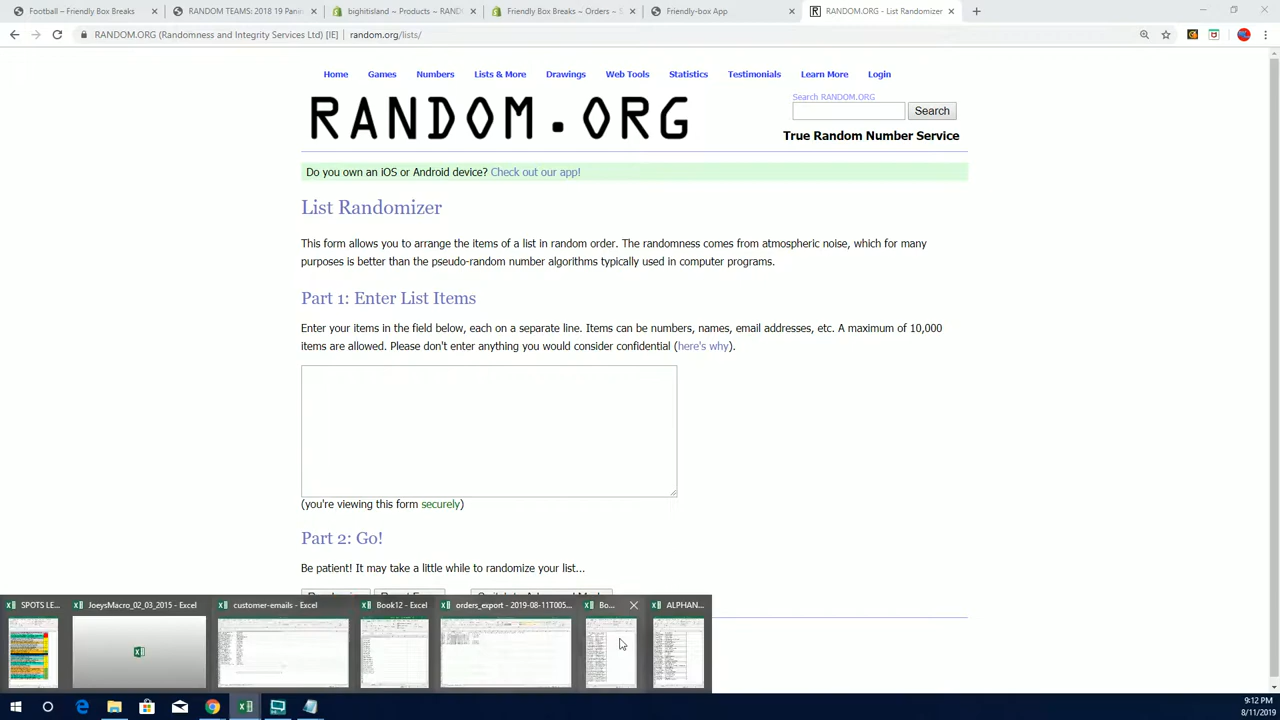 Football – Friendly Box Breaks
RANDOM TEAMS: 2018 19 Panin
bighitisland ~ Products ~ RAND
Friendly Box Breaks ~ Orders ~ S
Friendly-box App
RANDOM.ORG - List Randomizer
RANDOM.ORG (Randomness and Integrity Services Ltd) [IE] | random.org/lists/
Home Games Numbers Lists & More Drawings Web Tools Statistics Testimonials Learn More Login
RANDOM.ORG
Search RANDOM.ORG
Search
True Random Number Service
Do you own an iOS or Android device? Check out our app!
List Randomizer
This form allows you to arrange the items of a list in random order. The randomness comes from atmospheric noise, which for many
purposes is better than the pseudo-random number algorithms typically used in computer programs.
Part 1: Enter List Items
Enter your items in the field below, each on a separate line. Items can be numbers, names, email addresses, etc. A maximum of 10,000
items are allowed. Please don't enter anything you would consider confidential (here's why).
(you're viewing this form securely)
Part 2: Go!
Be patient! It may take a little while to randomize your list...
SPOTS LE...
JoeysMacro_02_03_2015 - Excel
customer-emails - Excel
Book12 - Excel
orders_export - 2019-08-11T005...
Bo...
ALPHAN...
9:12 PM
8/11/2019